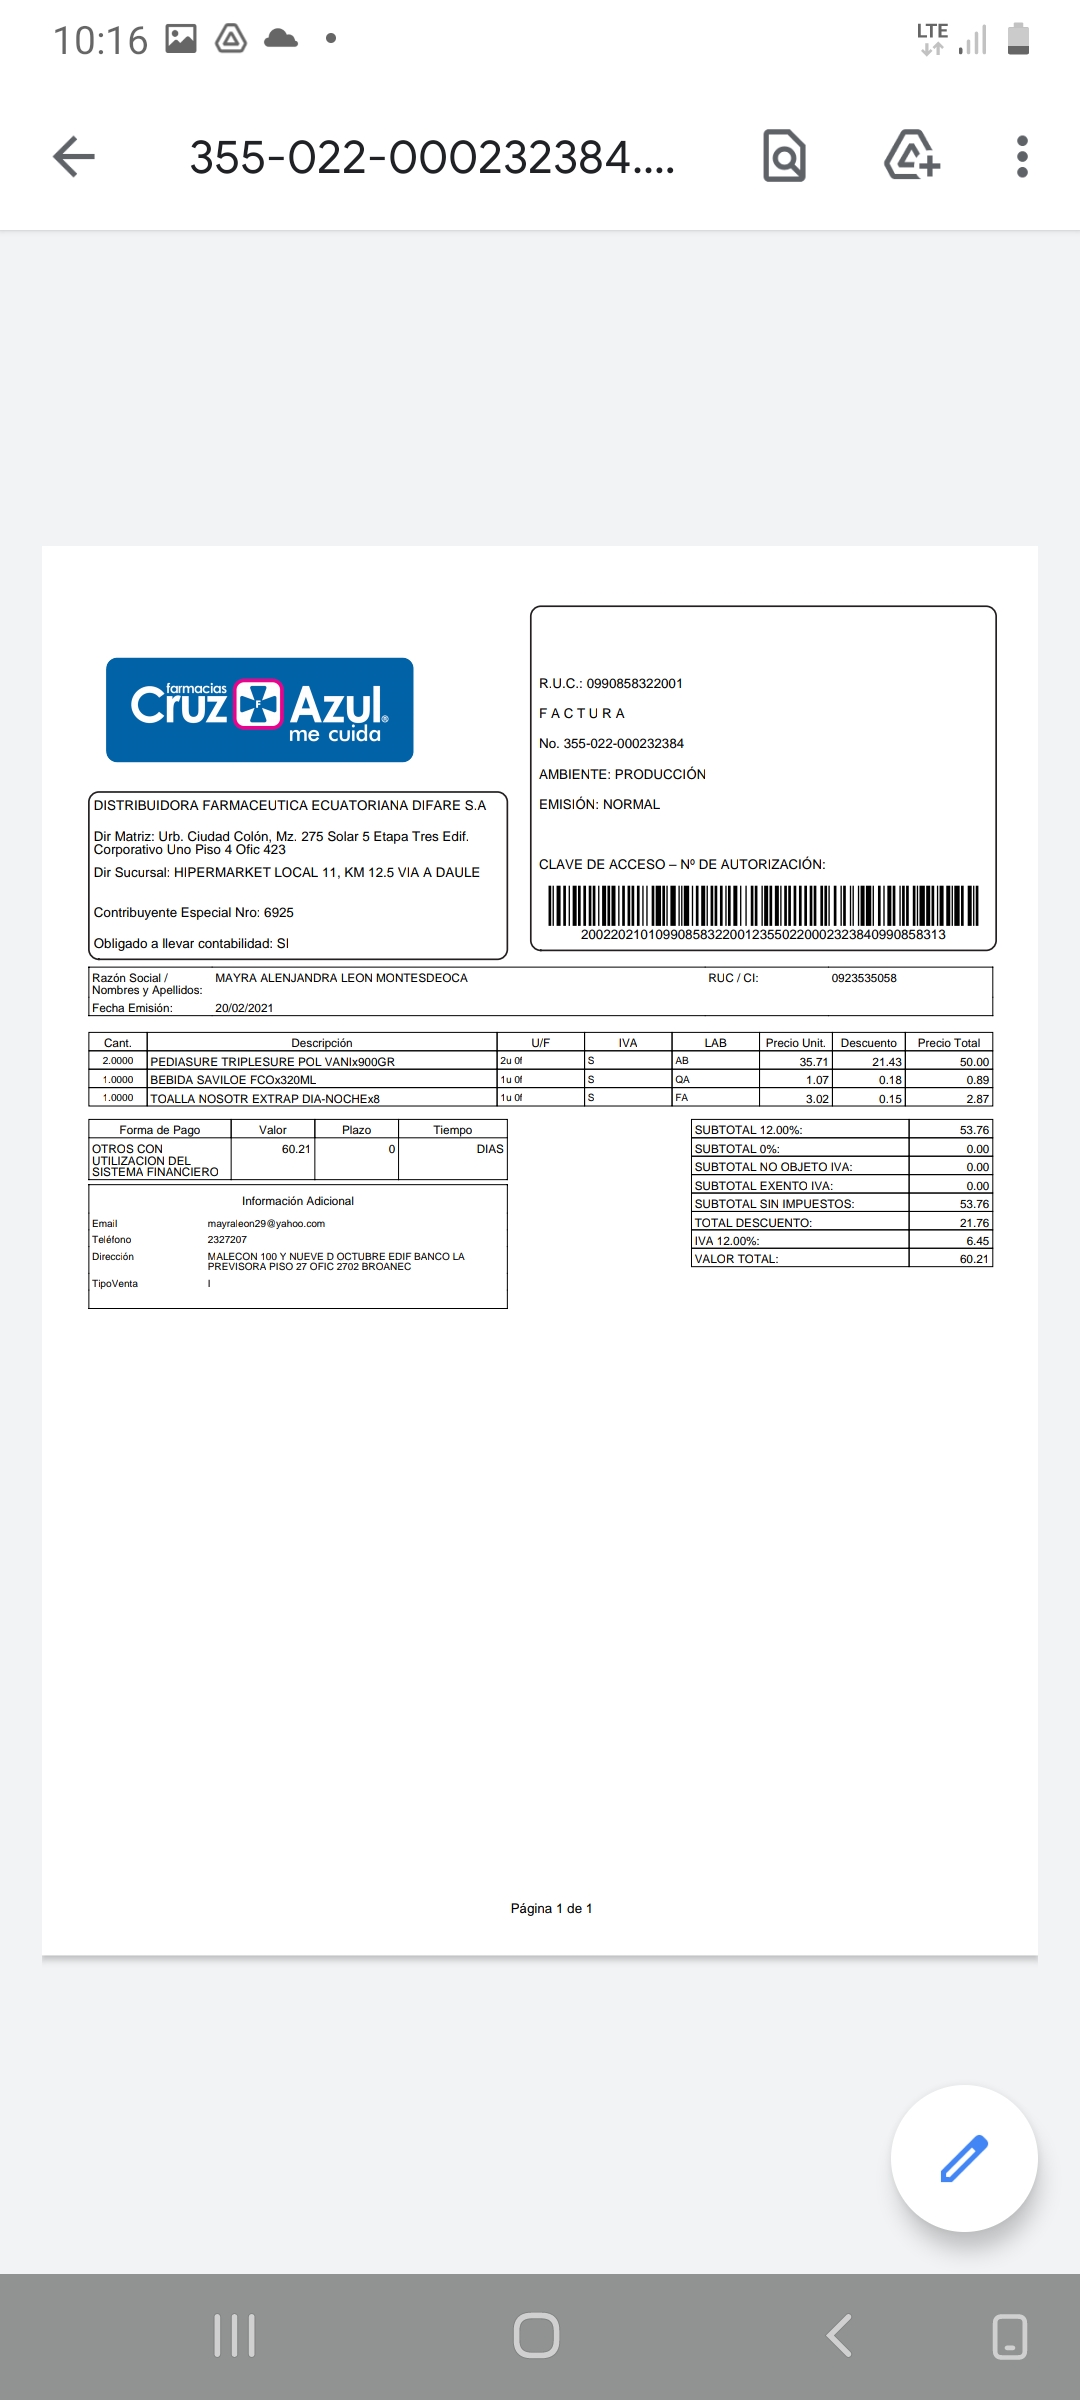 10:16
LTE
355-022-000232384....
farmacias
Cruz Azul®
me cuida
R.U.C.: 0990858322001
F A C T U R A
No. 355-022-000232384
AMBIENTE: PRODUCCIÓN
EMISIÓN: NORMAL
CLAVE DE ACCESO – Nº DE AUTORIZACIÓN:
2002202101099085832200123550220002323840990858313
DISTRIBUIDORA FARMACEUTICA ECUATORIANA DIFARE S.A
Dir Matriz: Urb. Ciudad Colón, Mz. 275 Solar 5 Etapa Tres Edif.
Corporativo Uno Piso 4 Ofic 423
Dir Sucursal: HIPERMARKET LOCAL 11, KM 12.5 VIA A DAULE
Contribuyente Especial Nro: 6925
Obligado a llevar contabilidad: SI
Razón Social / MAYRA ALENJANDRA LEON MONTESDEOCA RUC / CI: 0923535058
Nombres y Apellidos:
Fecha Emisión: 20/02/2021
Cant. Descripción U/F IVA LAB Precio Unit. Descuento Precio Total
2.0000 PEDIASURE TRIPLESURE POL VANIx900GR 2u 0f S AB 35.71 21.43 50.00
1.0000 BEBIDA SAVILOE FCOx320ML 1u 0f S QA 1.07 0.18 0.89
1.0000 TOALLA NOSOTR EXTRAP DIA-NOCHEx8 1u 0f S FA 3.02 0.15 2.87
Forma de Pago Valor Plazo Tiempo
OTROS CON 60.21 0 DIAS
UTILIZACION DEL
SISTEMA FINANCIERO
Información Adicional
Email mayraleon29@yahoo.com
Teléfono 2327207
Dirección MALECON 100 Y NUEVE D OCTUBRE EDIF BANCO LA
PREVISORA PISO 27 OFIC 2702 BROANEC
TipoVenta I
SUBTOTAL 12.00%: 53.76
SUBTOTAL 0%: 0.00
SUBTOTAL NO OBJETO IVA: 0.00
SUBTOTAL EXENTO IVA: 0.00
SUBTOTAL SIN IMPUESTOS: 53.76
TOTAL DESCUENTO: 21.76
IVA 12.00%: 6.45
VALOR TOTAL: 60.21
Página 1 de 1